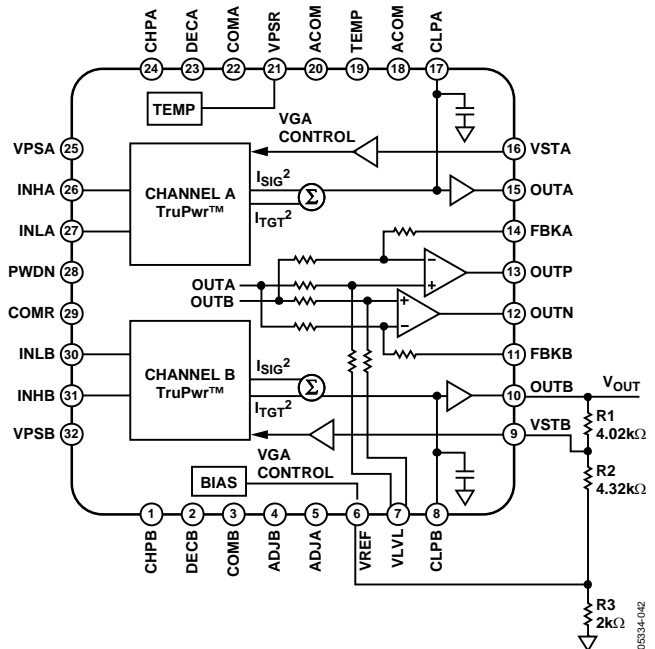 CHPA
DECA
COMA
VPSR
ACOM
TEMP
ACOM
CLPA
24
23
22
21
20
19
18
17
TEMP
VGA
CONTROL
VPSA 25
16 VSTA
INHA 26
CHANNEL A
TruPwr™
ISIG²
Σ
15 OUTA
INLA 27
ITGT²
14 FBKA
PWDN 28
OUTA
OUTB
−
+
13 OUTP
COMR 29
+
−
12 OUTN
INLB 30
11 FBKB
CHANNEL B
TruPwr™
ISIG²
Σ
INHB 31
ITGT²
10 OUTB
VOUT
VPSB 32
9 VSTB
R1
4.02kΩ
VGA
CONTROL
R2
4.32kΩ
BIAS
1
2
3
4
5
6
7
8
CHPB
DECB
COMB
ADJB
ADJA
VREF
VLVL
CLPB
R3
2kΩ
05334-042